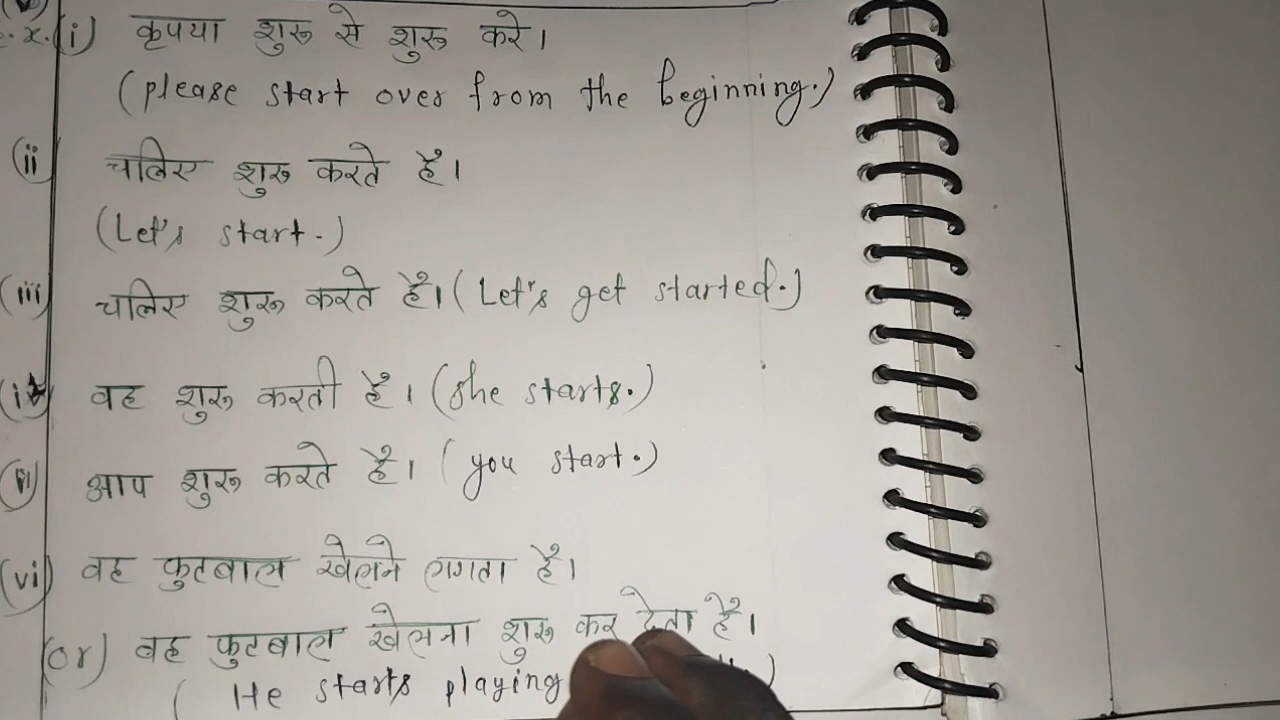 e.x. (i) कृपया शुरू से शुरू करे।
(please start over from the beginning.)
(ii चलिए शुरू करते है।
(Let's start.)
(iii) चलिए शुरू करते है। (Let's get started.)
वह शुरू करती है। (she starts.)
आप शुरू करते है। (you start.)
(vi) वह फुटबाल खेलने लगता है।
(or) वह फुटबाल खेलना शुरू कर देता है।
( He starts playing )